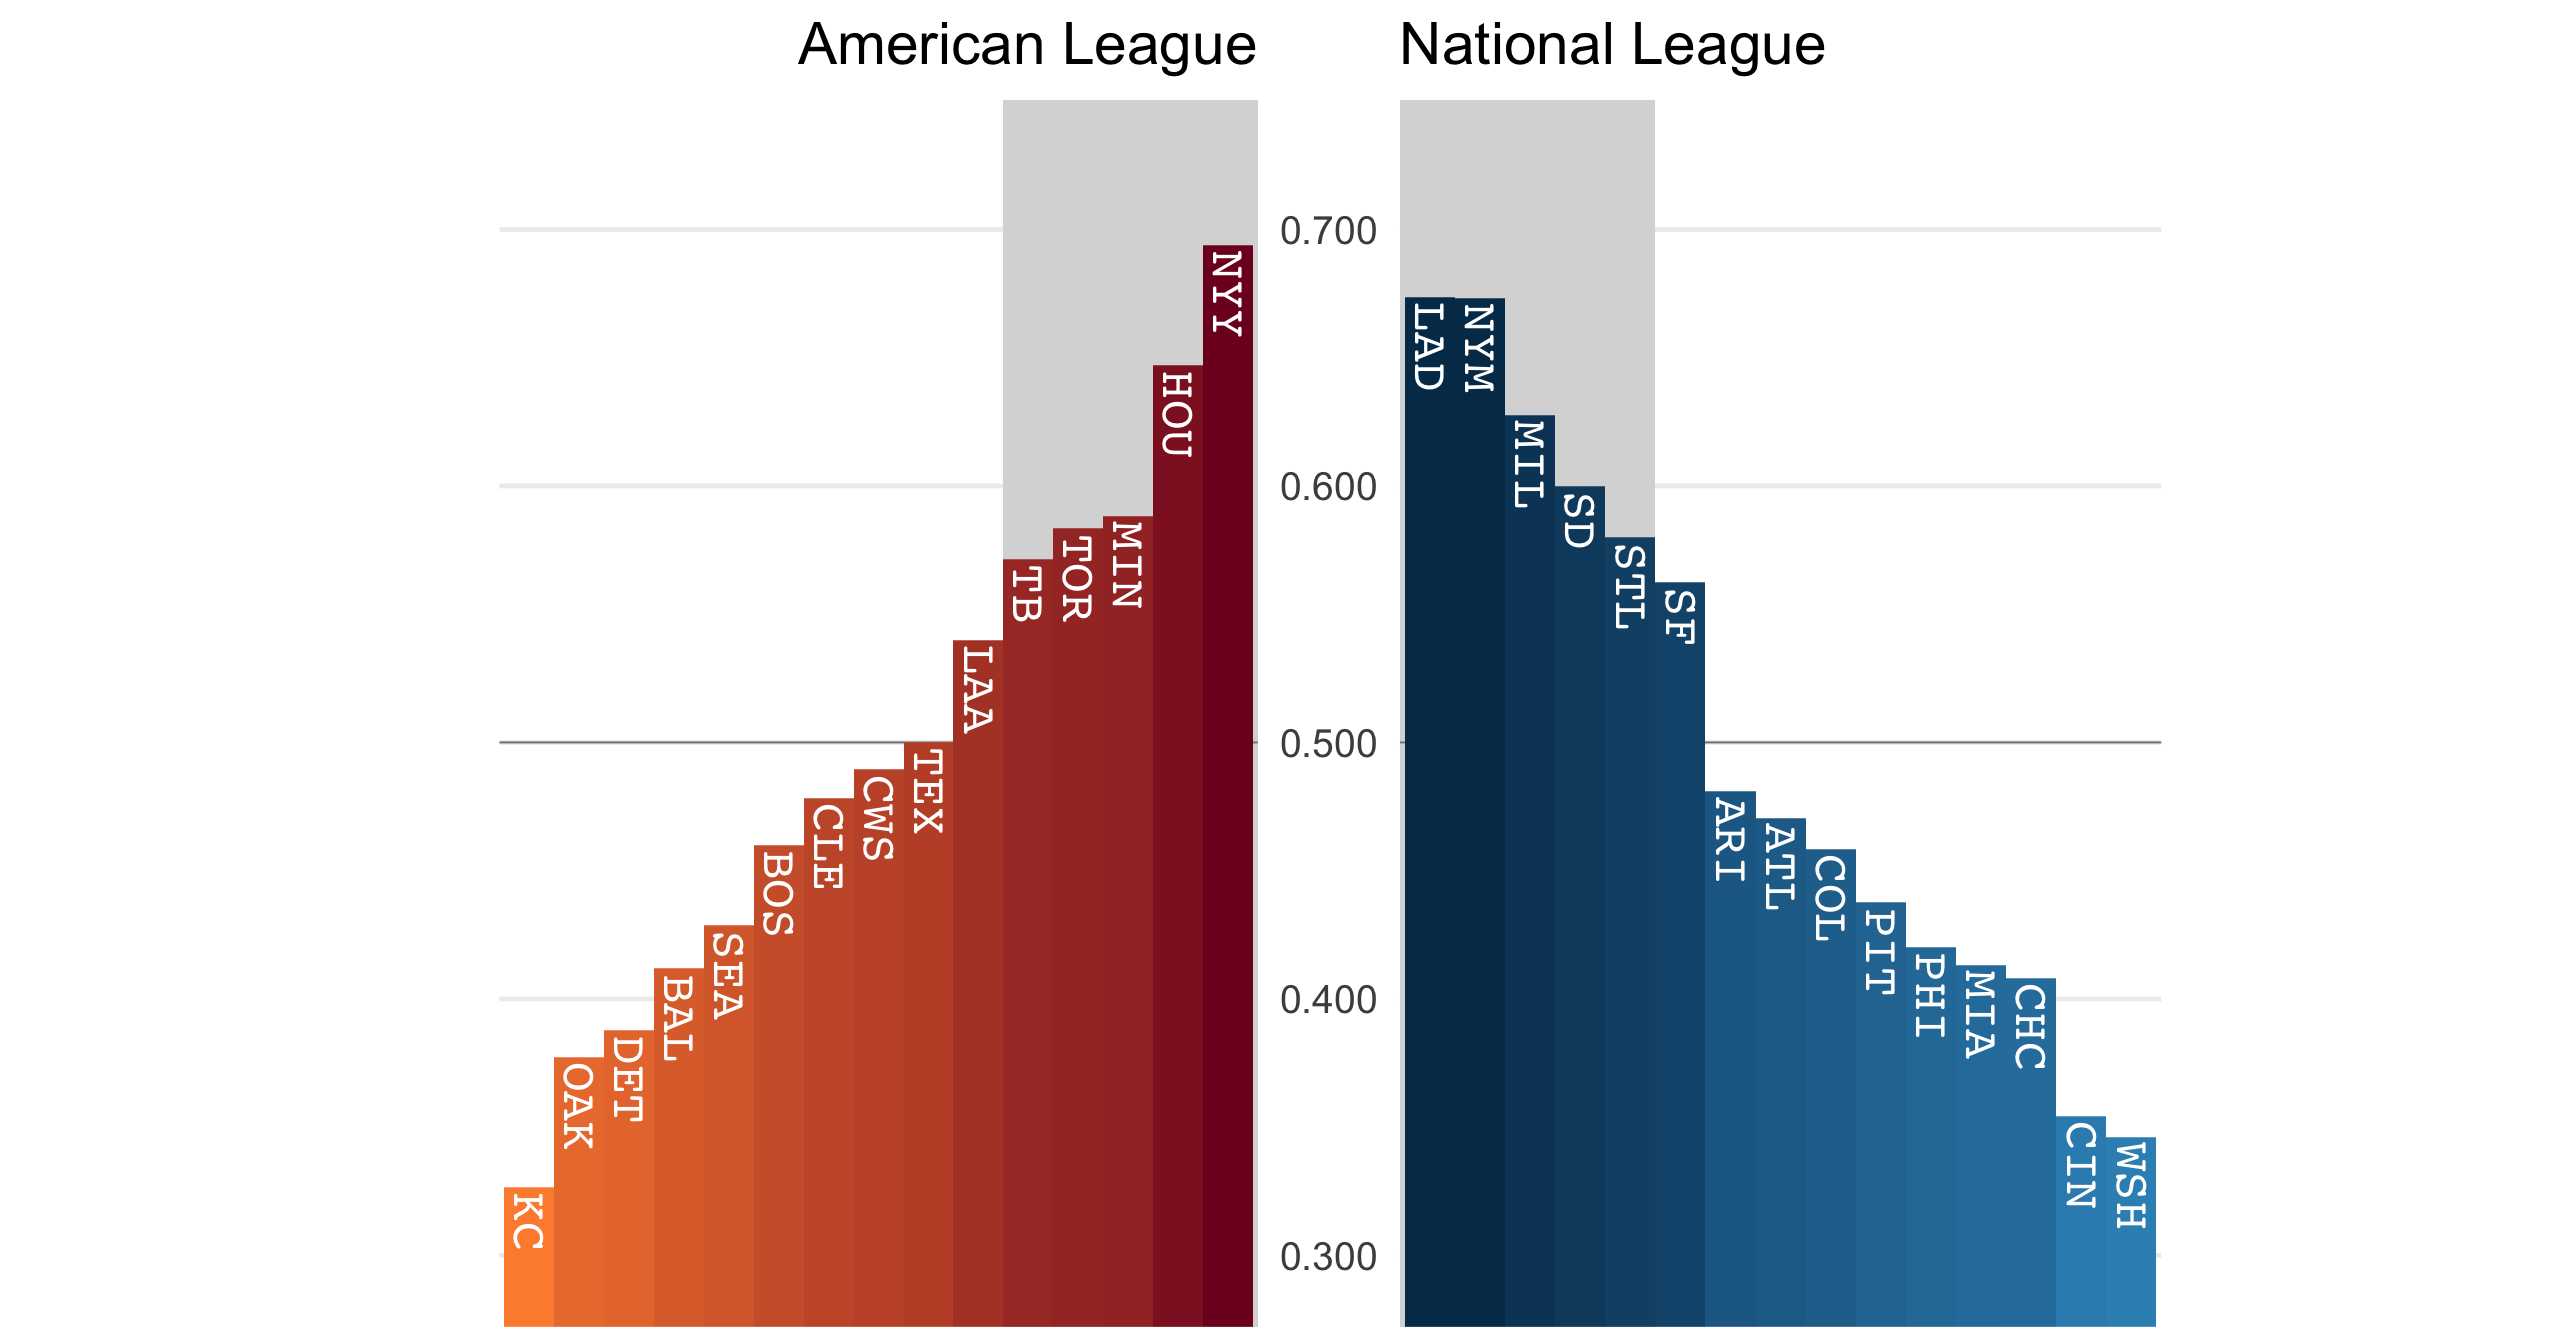 American League
National League
0.700
0.600
0.500
0.400
0.300
KC
OAK
DET
BAL
SEA
BOS
CLE
CWS
TEX
LAA
TB
TOR
MIN
HOU
NYY
LAD
NYM
MIL
SD
STL
SF
ARI
ATL
COL
PIT
PHI
MIA
CHC
CIN
WSH